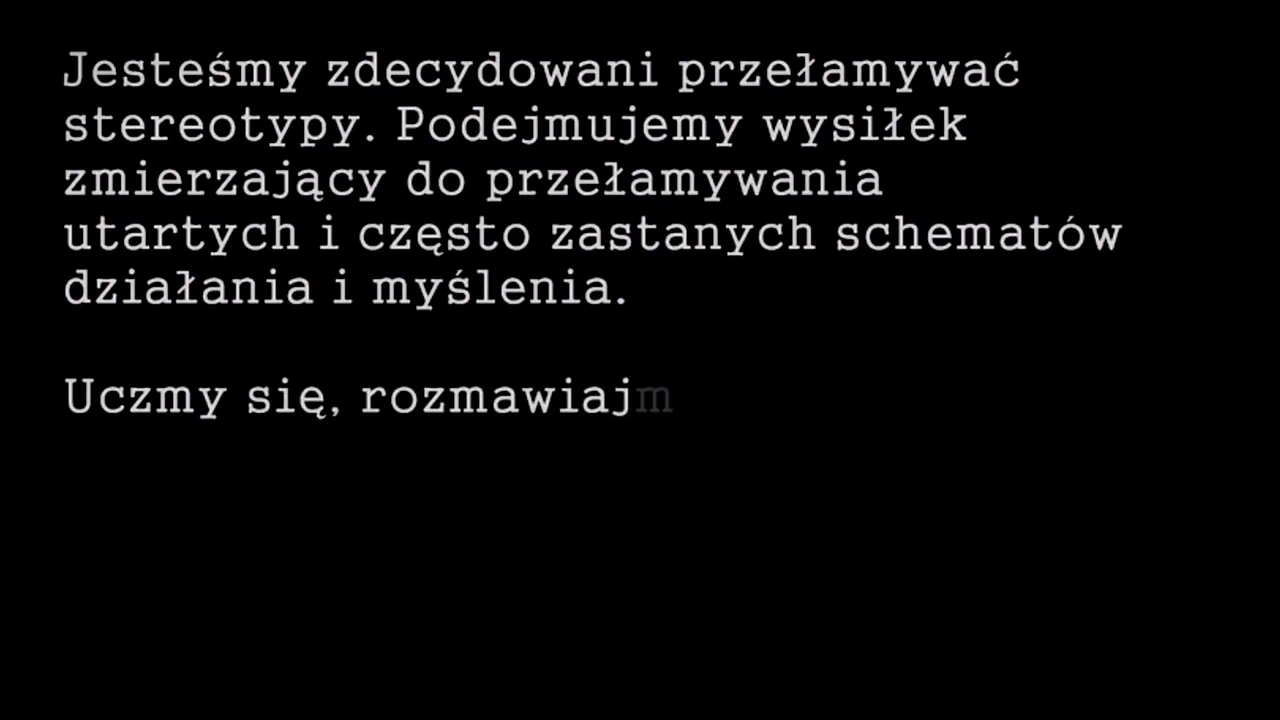 Jesteśmy zdecydowani przełamywać
stereotypy. Podejmujemy wysiłek
zmierzający do przełamywania
utartych i często zastanych schematów
działania i myślenia.
Uczmy się, rozmawiajm